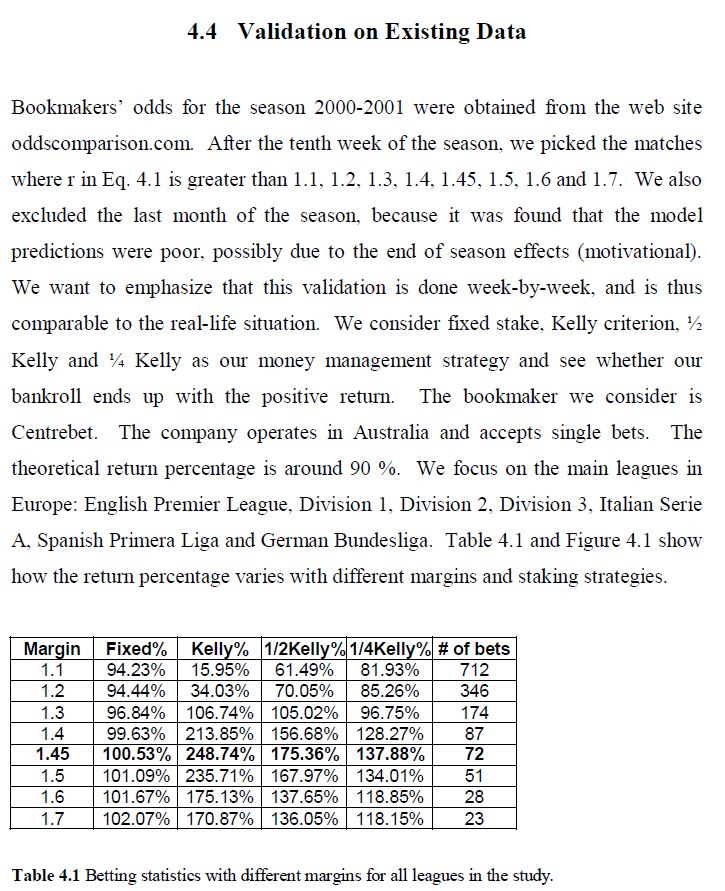 4.4 Validation on Existing Data
Bookmakers’ odds for the season 2000-2001 were obtained from the web site
oddscomparison.com. After the tenth week of the season, we picked the matches
where r in Eq. 4.1 is greater than 1.1, 1.2, 1.3, 1.4, 1.45, 1.5, 1.6 and 1.7. We also
excluded the last month of the season, because it was found that the model
predictions were poor, possibly due to the end of season effects (motivational).
We want to emphasize that this validation is done week-by-week, and is thus
comparable to the real-life situation. We consider fixed stake, Kelly criterion, ½
Kelly and ¼ Kelly as our money management strategy and see whether our
bankroll ends up with the positive return. The bookmaker we consider is
Centrebet. The company operates in Australia and accepts single bets. The
theoretical return percentage is around 90 %. We focus on the main leagues in
Europe: English Premier League, Division 1, Division 2, Division 3, Italian Serie
A, Spanish Primera Liga and German Bundesliga. Table 4.1 and Figure 4.1 show
how the return percentage varies with different margins and staking strategies.
Margin Fixed% Kelly% 1/2Kelly% 1/4Kelly% # of bets
1.1 94.23% 15.95% 61.49% 81.93% 712
1.2 94.44% 34.03% 70.05% 85.26% 346
1.3 96.84% 106.74% 105.02% 96.75% 174
1.4 99.63% 213.85% 156.68% 128.27% 87
1.45 100.53% 248.74% 175.36% 137.88% 72
1.5 101.09% 235.71% 167.97% 134.01% 51
1.6 101.67% 175.13% 137.65% 118.85% 28
1.7 102.07% 170.87% 136.05% 118.15% 23
Table 4.1 Betting statistics with different margins for all leagues in the study.